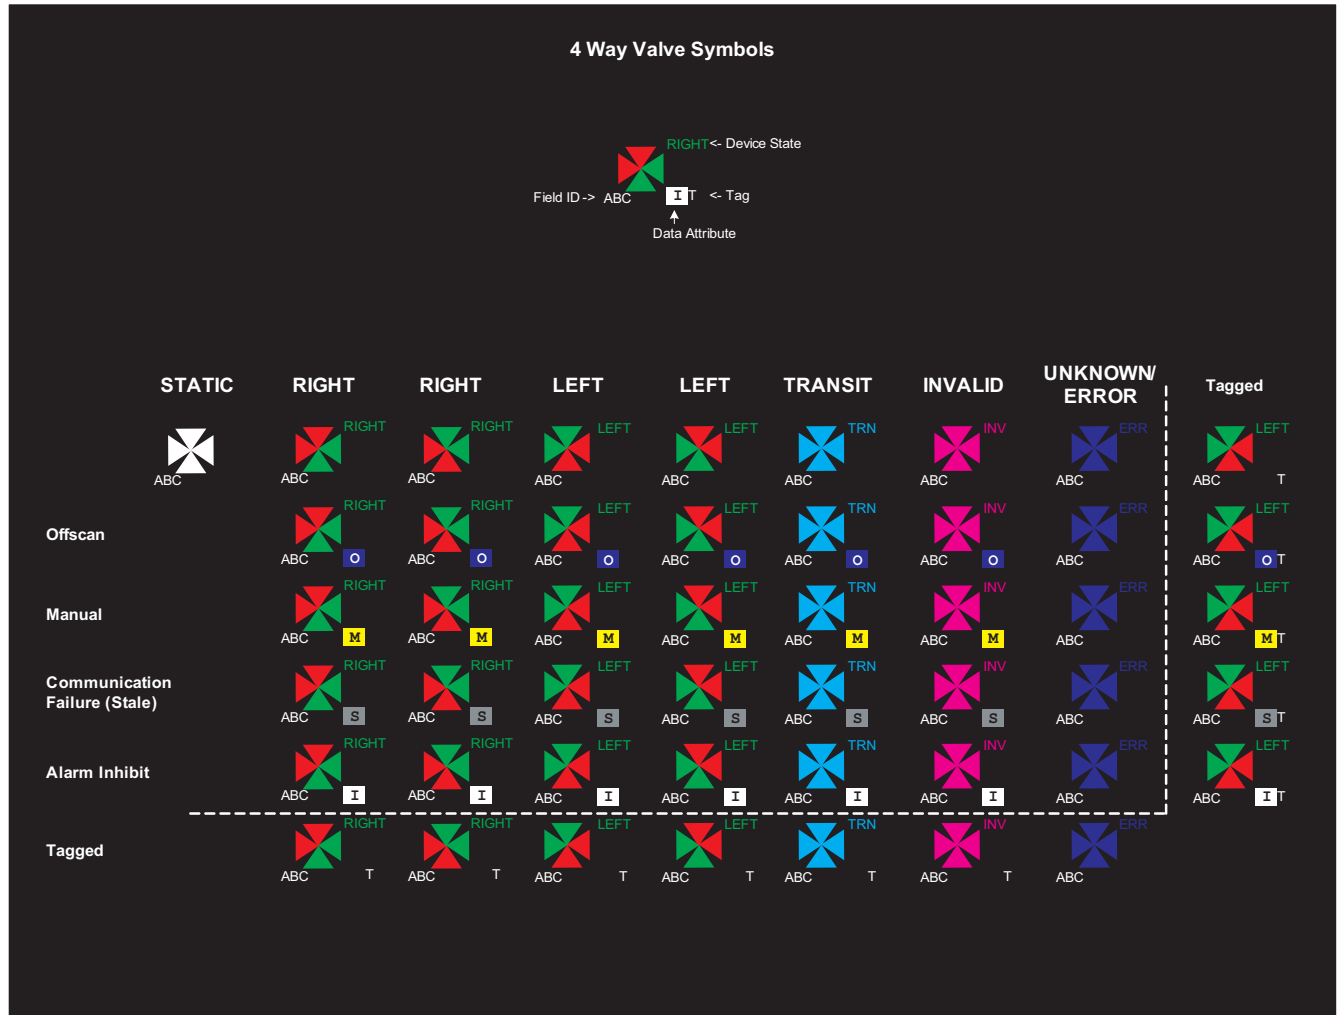 4 Way Valve Symbols
RIGHT <- Device State
Field ID -> ABC I T <- Tag
Data Attribute
STATIC RIGHT RIGHT LEFT LEFT TRANSIT INVALID UNKNOWN/ ERROR Tagged
RIGHT RIGHT LEFT LEFT TRN INV ERR LEFT
ABC ABC ABC ABC ABC ABC ABC ABC ABC T
RIGHT RIGHT LEFT LEFT TRN INV ERR LEFT
Offscan
ABC O ABC O ABC O ABC O ABC O ABC O ABC ABC O T
RIGHT RIGHT LEFT LEFT TRN INV ERR LEFT
Manual
ABC M ABC M ABC M ABC M ABC M ABC M ABC ABC M T
RIGHT RIGHT LEFT LEFT TRN INV ERR LEFT
Communication
Failure (Stale)
ABC S ABC S ABC S ABC S ABC S ABC S ABC ABC S T
RIGHT RIGHT LEFT LEFT TRN INV ERR LEFT
Alarm Inhibit
ABC I ABC I ABC I ABC I ABC I ABC I ABC ABC I T
RIGHT RIGHT LEFT LEFT TRN INV ERR
Tagged
ABC T ABC T ABC T ABC T ABC T ABC T ABC